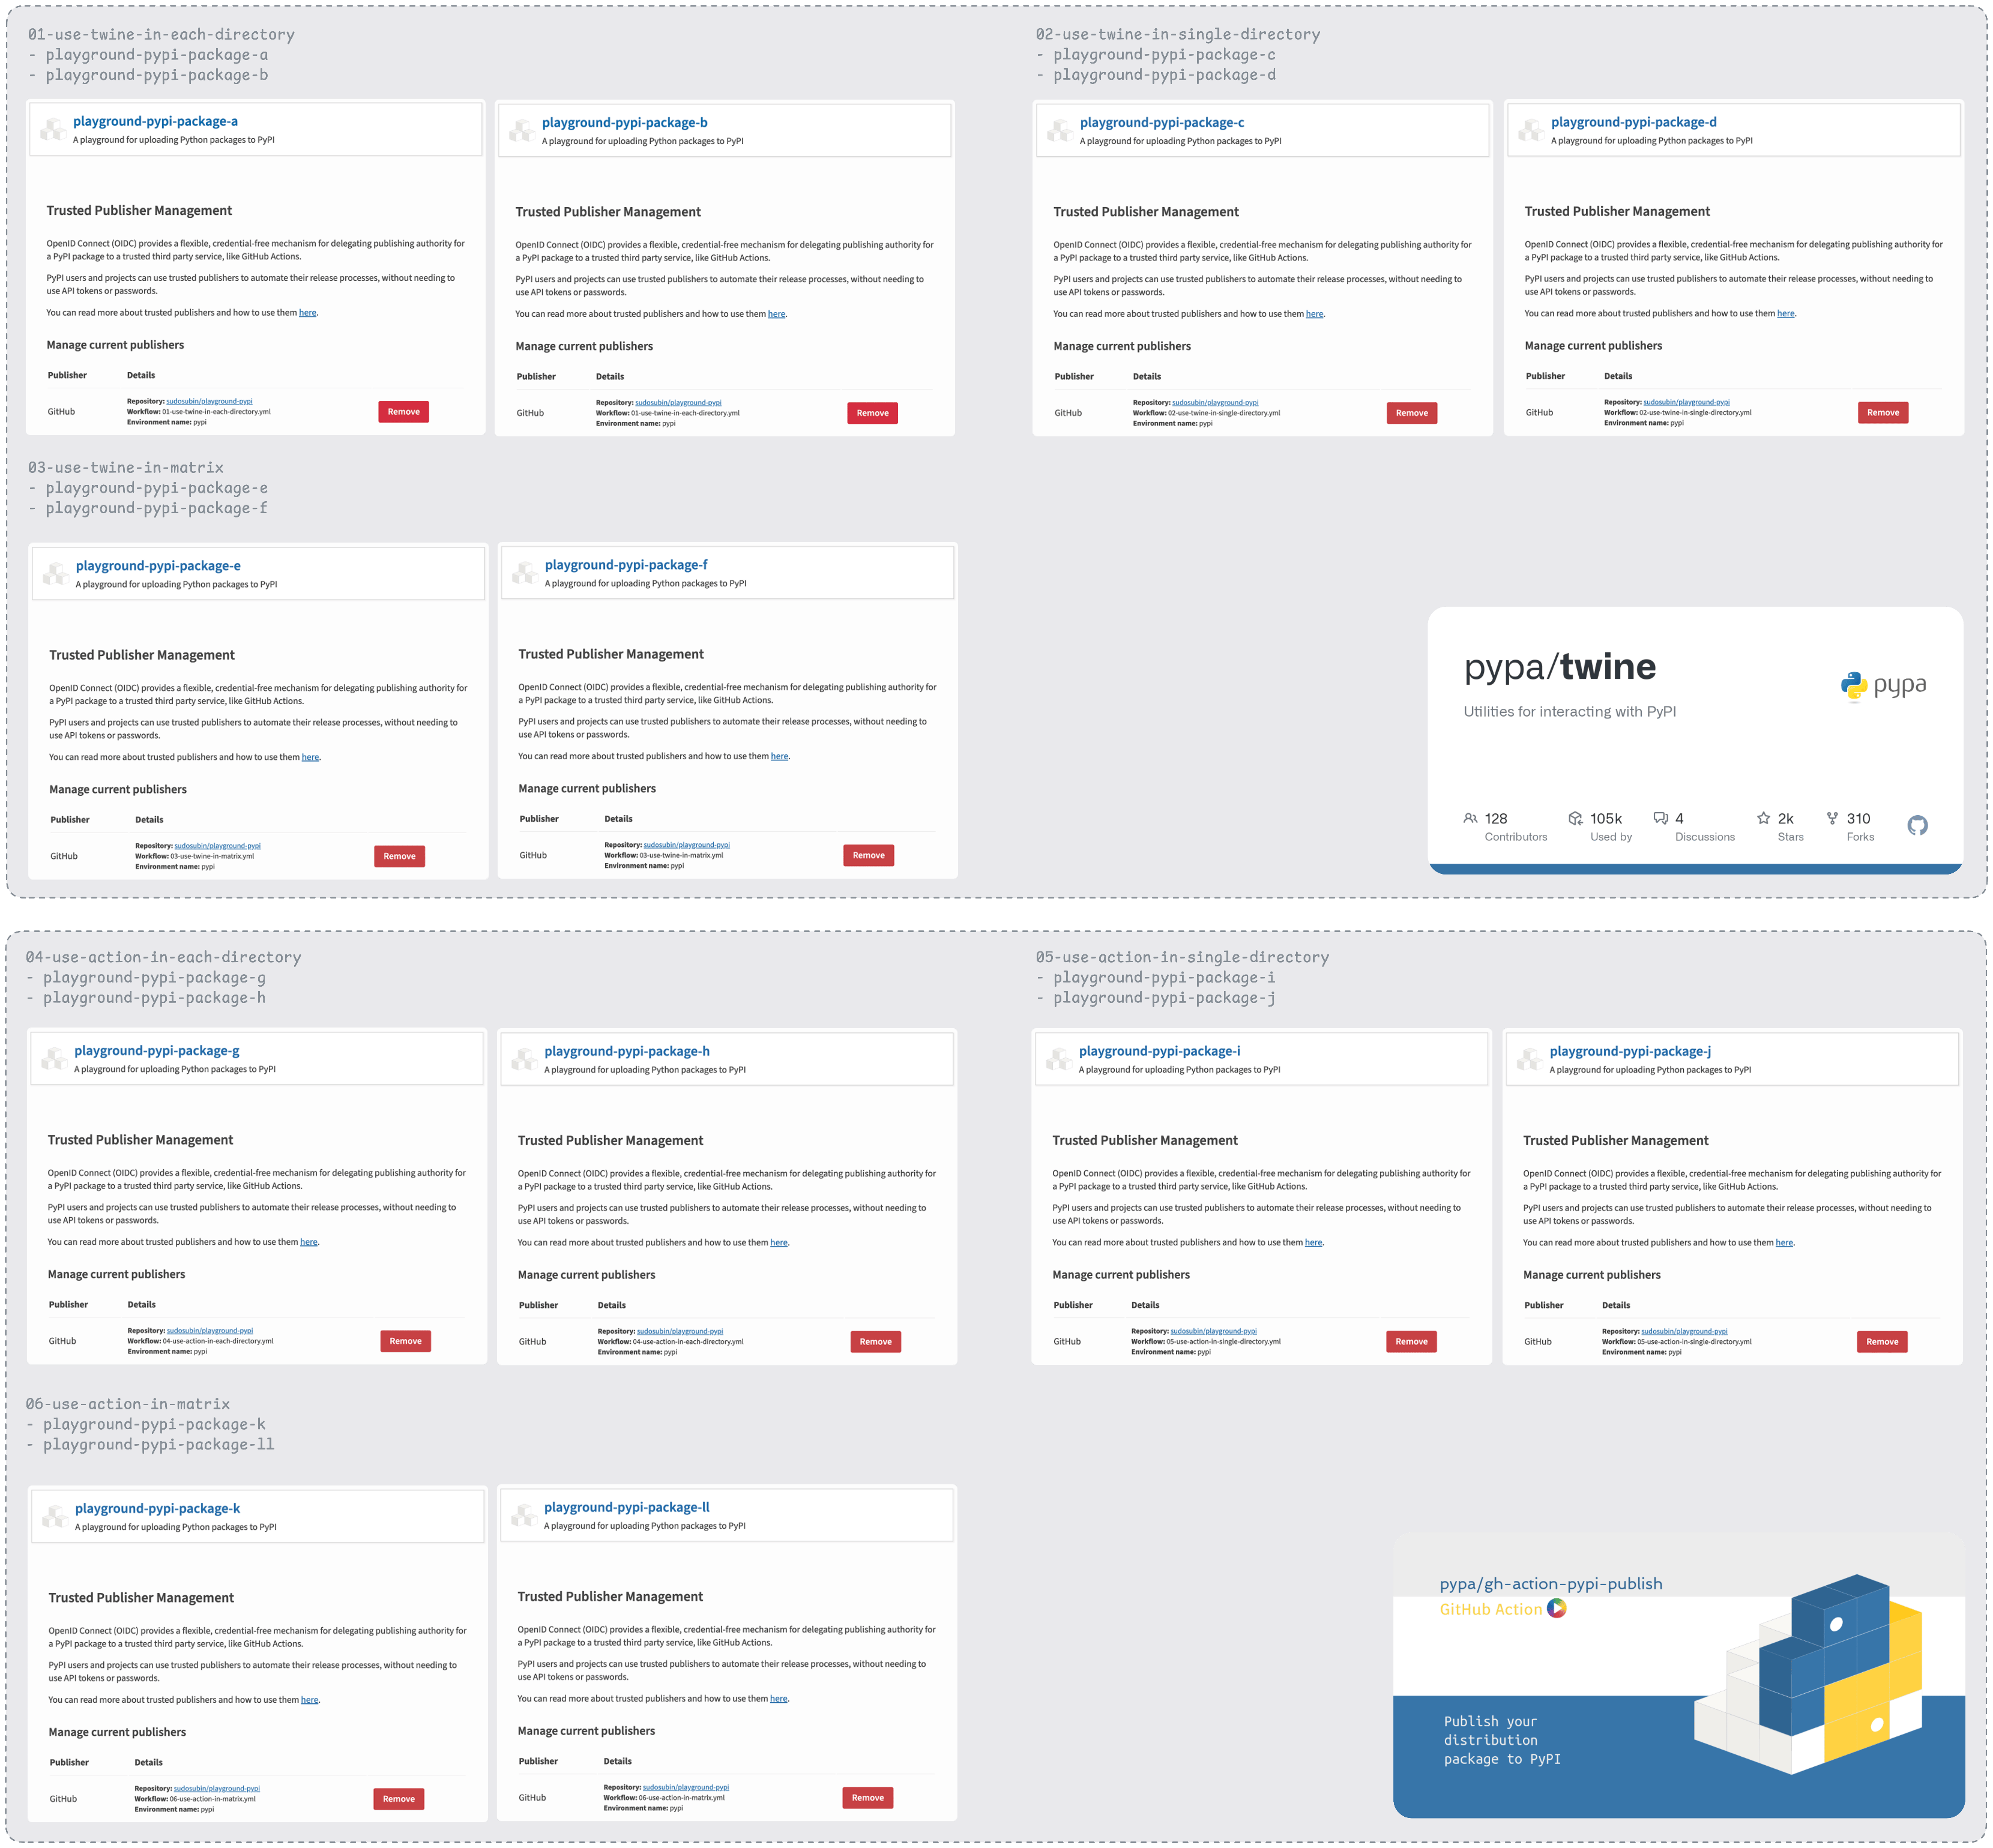 01-use-twine-in-each-directory
- playground-pypi-package-a
- playground-pypi-package-b
playground-pypi-package-a
A playground for uploading Python packages to PyPI
Trusted Publisher Management
OpenID Connect (OIDC) provides a flexible, credential-free mechanism for delegating publishing authority for
a PyPI package to a trusted third party service, like GitHub Actions.
PyPI users and projects can use trusted publishers to automate their release processes, without needing to
use API tokens or passwords.
You can read more about trusted publishers and how to use them here.
Manage current publishers
Publisher Details
Repository: sudosubin/playground-pypi
GitHub Workflow: 01-use-twine-in-each-directory.yml Remove
Environment name: pypi
playground-pypi-package-b
A playground for uploading Python packages to PyPI
Trusted Publisher Management
OpenID Connect (OIDC) provides a flexible, credential-free mechanism for delegating publishing authority for
a PyPI package to a trusted third party service, like GitHub Actions.
PyPI users and projects can use trusted publishers to automate their release processes, without needing to
use API tokens or passwords.
You can read more about trusted publishers and how to use them here.
Manage current publishers
Publisher Details
Repository: sudosubin/playground-pypi
GitHub Workflow: 01-use-twine-in-each-directory.yml Remove
Environment name: pypi
02-use-twine-in-single-directory
- playground-pypi-package-c
- playground-pypi-package-d
playground-pypi-package-c
A playground for uploading Python packages to PyPI
Trusted Publisher Management
OpenID Connect (OIDC) provides a flexible, credential-free mechanism for delegating publishing authority for
a PyPI package to a trusted third party service, like GitHub Actions.
PyPI users and projects can use trusted publishers to automate their release processes, without needing to
use API tokens or passwords.
You can read more about trusted publishers and how to use them here.
Manage current publishers
Publisher Details
Repository: sudosubin/playground-pypi
GitHub Workflow: 02-use-twine-in-single-directory.yml Remove
Environment name: pypi
playground-pypi-package-d
A playground for uploading Python packages to PyPI
Trusted Publisher Management
OpenID Connect (OIDC) provides a flexible, credential-free mechanism for delegating publishing authority for
a PyPI package to a trusted third party service, like GitHub Actions.
PyPI users and projects can use trusted publishers to automate their release processes, without needing to
use API tokens or passwords.
You can read more about trusted publishers and how to use them here.
Manage current publishers
Publisher Details
Repository: sudosubin/playground-pypi
GitHub Workflow: 02-use-twine-in-single-directory.yml Remove
Environment name: pypi
03-use-twine-in-matrix
- playground-pypi-package-e
- playground-pypi-package-f
playground-pypi-package-e
A playground for uploading Python packages to PyPI
Trusted Publisher Management
OpenID Connect (OIDC) provides a flexible, credential-free mechanism for delegating publishing authority for
a PyPI package to a trusted third party service, like GitHub Actions.
PyPI users and projects can use trusted publishers to automate their release processes, without needing to
use API tokens or passwords.
You can read more about trusted publishers and how to use them here.
Manage current publishers
Publisher Details
Repository: sudosubin/playground-pypi
GitHub Workflow: 03-use-twine-in-matrix.yml Remove
Environment name: pypi
playground-pypi-package-f
A playground for uploading Python packages to PyPI
Trusted Publisher Management
OpenID Connect (OIDC) provides a flexible, credential-free mechanism for delegating publishing authority for
a PyPI package to a trusted third party service, like GitHub Actions.
PyPI users and projects can use trusted publishers to automate their release processes, without needing to
use API tokens or passwords.
You can read more about trusted publishers and how to use them here.
Manage current publishers
Publisher Details
Repository: sudosubin/playground-pypi
GitHub Workflow: 03-use-twine-in-matrix.yml Remove
Environment name: pypi
pypa/twine
pypa
Utilities for interacting with PyPI
128 105k 4 2k 310
Contributors Used by Discussions Stars Forks
04-use-action-in-each-directory
- playground-pypi-package-g
- playground-pypi-package-h
playground-pypi-package-g
A playground for uploading Python packages to PyPI
Trusted Publisher Management
OpenID Connect (OIDC) provides a flexible, credential-free mechanism for delegating publishing authority for
a PyPI package to a trusted third party service, like GitHub Actions.
PyPI users and projects can use trusted publishers to automate their release processes, without needing to
use API tokens or passwords.
You can read more about trusted publishers and how to use them here.
Manage current publishers
Publisher Details
Repository: sudosubin/playground-pypi
GitHub Workflow: 04-use-action-in-each-directory.yml Remove
Environment name: pypi
playground-pypi-package-h
A playground for uploading Python packages to PyPI
Trusted Publisher Management
OpenID Connect (OIDC) provides a flexible, credential-free mechanism for delegating publishing authority for
a PyPI package to a trusted third party service, like GitHub Actions.
PyPI users and projects can use trusted publishers to automate their release processes, without needing to
use API tokens or passwords.
You can read more about trusted publishers and how to use them here.
Manage current publishers
Publisher Details
Repository: sudosubin/playground-pypi
GitHub Workflow: 04-use-action-in-each-directory.yml Remove
Environment name: pypi
05-use-action-in-single-directory
- playground-pypi-package-i
- playground-pypi-package-j
playground-pypi-package-i
A playground for uploading Python packages to PyPI
Trusted Publisher Management
OpenID Connect (OIDC) provides a flexible, credential-free mechanism for delegating publishing authority for
a PyPI package to a trusted third party service, like GitHub Actions.
PyPI users and projects can use trusted publishers to automate their release processes, without needing to
use API tokens or passwords.
You can read more about trusted publishers and how to use them here.
Manage current publishers
Publisher Details
Repository: sudosubin/playground-pypi
GitHub Workflow: 05-use-action-in-single-directory.yml Remove
Environment name: pypi
playground-pypi-package-j
A playground for uploading Python packages to PyPI
Trusted Publisher Management
OpenID Connect (OIDC) provides a flexible, credential-free mechanism for delegating publishing authority for
a PyPI package to a trusted third party service, like GitHub Actions.
PyPI users and projects can use trusted publishers to automate their release processes, without needing to
use API tokens or passwords.
You can read more about trusted publishers and how to use them here.
Manage current publishers
Publisher Details
Repository: sudosubin/playground-pypi
GitHub Workflow: 05-use-action-in-single-directory.yml Remove
Environment name: pypi
06-use-action-in-matrix
- playground-pypi-package-k
- playground-pypi-package-ll
playground-pypi-package-k
A playground for uploading Python packages to PyPI
Trusted Publisher Management
OpenID Connect (OIDC) provides a flexible, credential-free mechanism for delegating publishing authority for
a PyPI package to a trusted third party service, like GitHub Actions.
PyPI users and projects can use trusted publishers to automate their release processes, without needing to
use API tokens or passwords.
You can read more about trusted publishers and how to use them here.
Manage current publishers
Publisher Details
Repository: sudosubin/playground-pypi
GitHub Workflow: 06-use-action-in-matrix.yml Remove
Environment name: pypi
playground-pypi-package-ll
A playground for uploading Python packages to PyPI
Trusted Publisher Management
OpenID Connect (OIDC) provides a flexible, credential-free mechanism for delegating publishing authority for
a PyPI package to a trusted third party service, like GitHub Actions.
PyPI users and projects can use trusted publishers to automate their release processes, without needing to
use API tokens or passwords.
You can read more about trusted publishers and how to use them here.
Manage current publishers
Publisher Details
Repository: sudosubin/playground-pypi
GitHub Workflow: 06-use-action-in-matrix.yml Remove
Environment name: pypi
pypa/gh-action-pypi-publish
GitHub Action
Publish your
distribution
package to PyPI